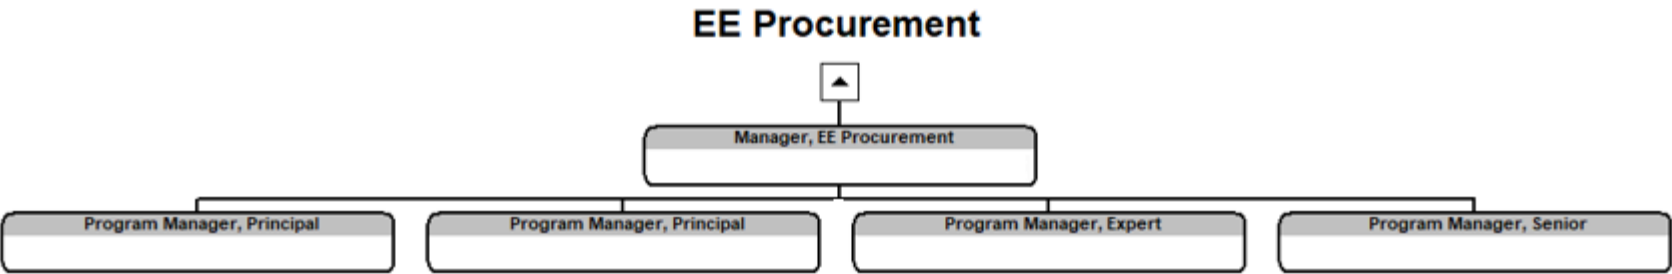 EE Procurement
Manager, EE Procurement
Program Manager, Principal
Program Manager, Principal
Program Manager, Expert
Program Manager, Senior